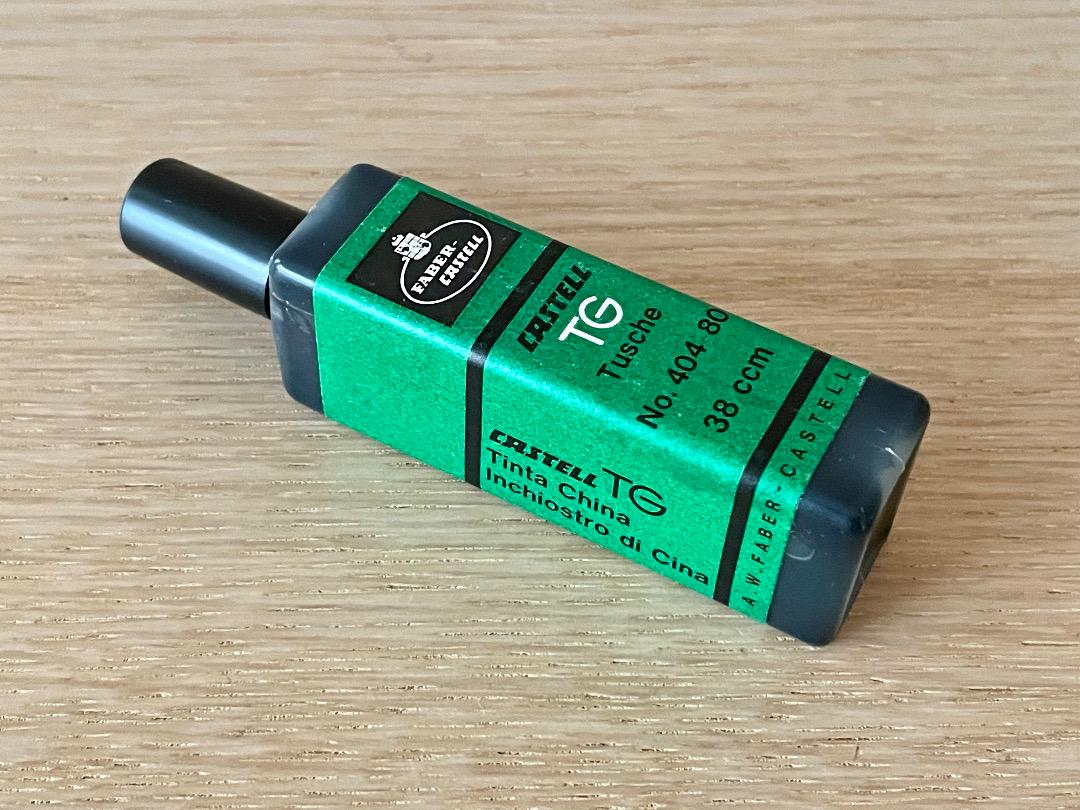 FABER-
CASTELL
CASTELL
TG
Tusche
No. 404 80
38 ccm
CASTELL TG
Tinta China
Inchiostro di Cina
A.W.FABER-CASTELL